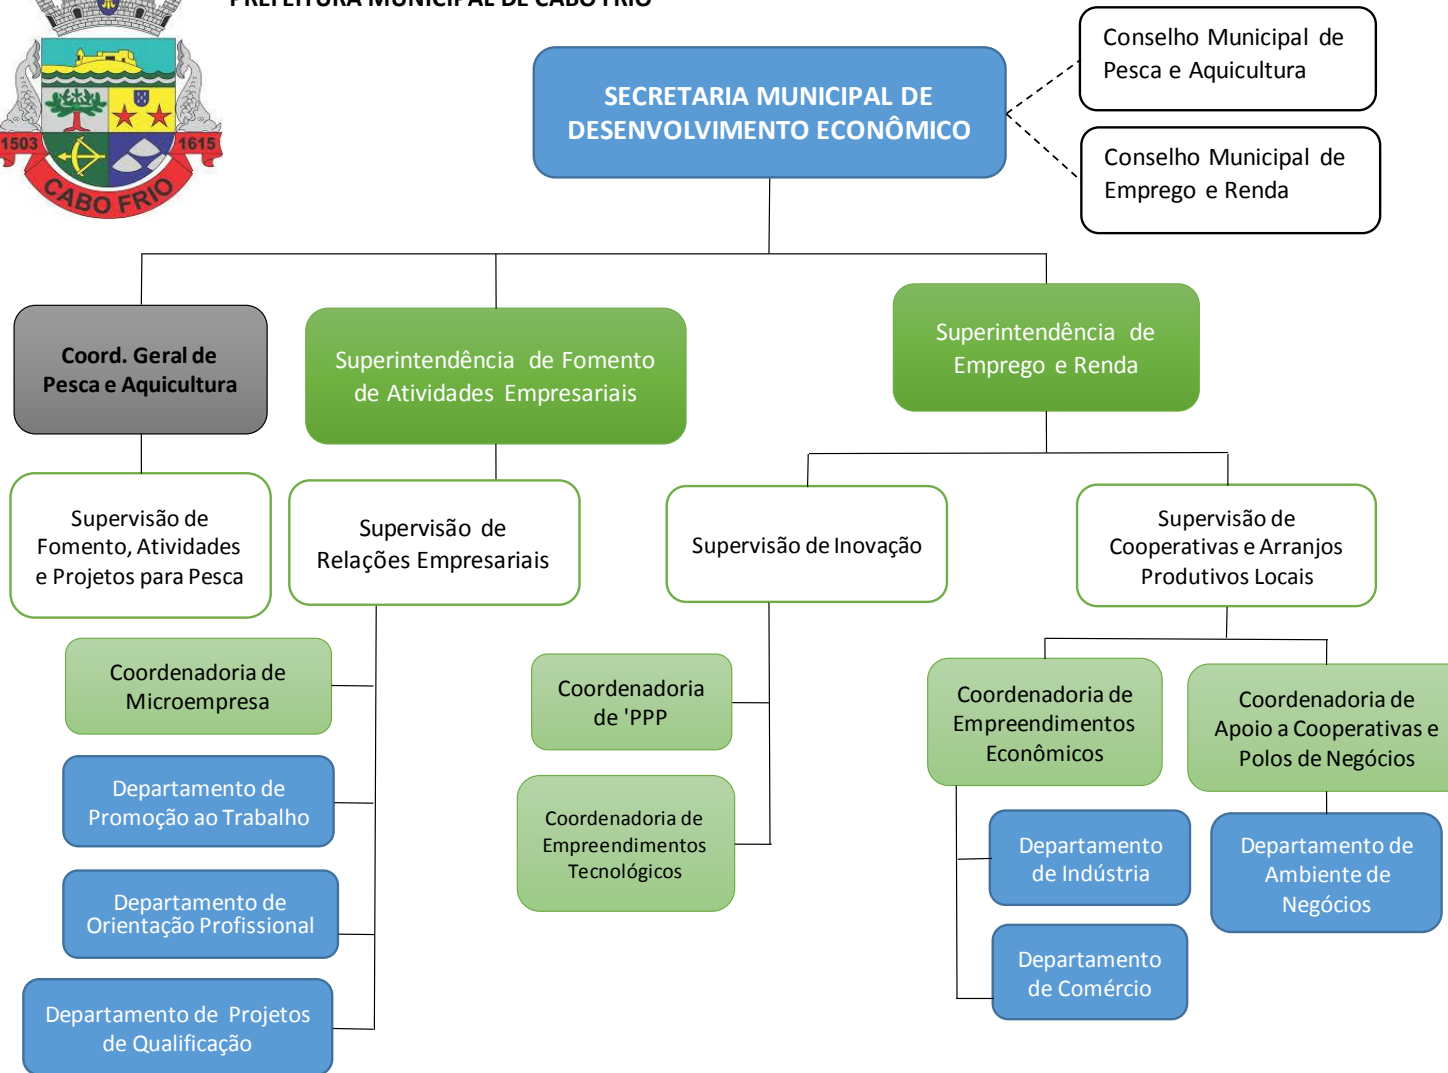 PREFEITURA MUNICIPAL DE CABO FRIO
1503
1615
CABO FRIO
SECRETARIA MUNICIPAL DE
DESENVOLVIMENTO ECONÔMICO
Conselho Municipal de
Pesca e Aquicultura
Conselho Municipal de
Emprego e Renda
Coord. Geral de
Pesca e Aquicultura
Superintendência de Fomento
de Atividades Empresariais
Superintendência de
Emprego e Renda
Supervisão de
Fomento, Atividades
e Projetos para Pesca
Supervisão de
Relações Empresariais
Supervisão de Inovação
Supervisão de
Cooperativas e Arranjos
Produtivos Locais
Coordenadoria de
Microempresa
Departamento de
Promoção ao Trabalho
Departamento de
Orientação Profissional
Departamento de Projetos
de Qualificação
Coordenadoria
de 'PPP
Coordenadoria de
Empreendimentos
Tecnológicos
Coordenadoria de
Empreendimentos
Econômicos
Coordenadoria de
Apoio a Cooperativas e
Polos de Negócios
Departamento
de Indústria
Departamento
de Comércio
Departamento de
Ambiente de
Negócios